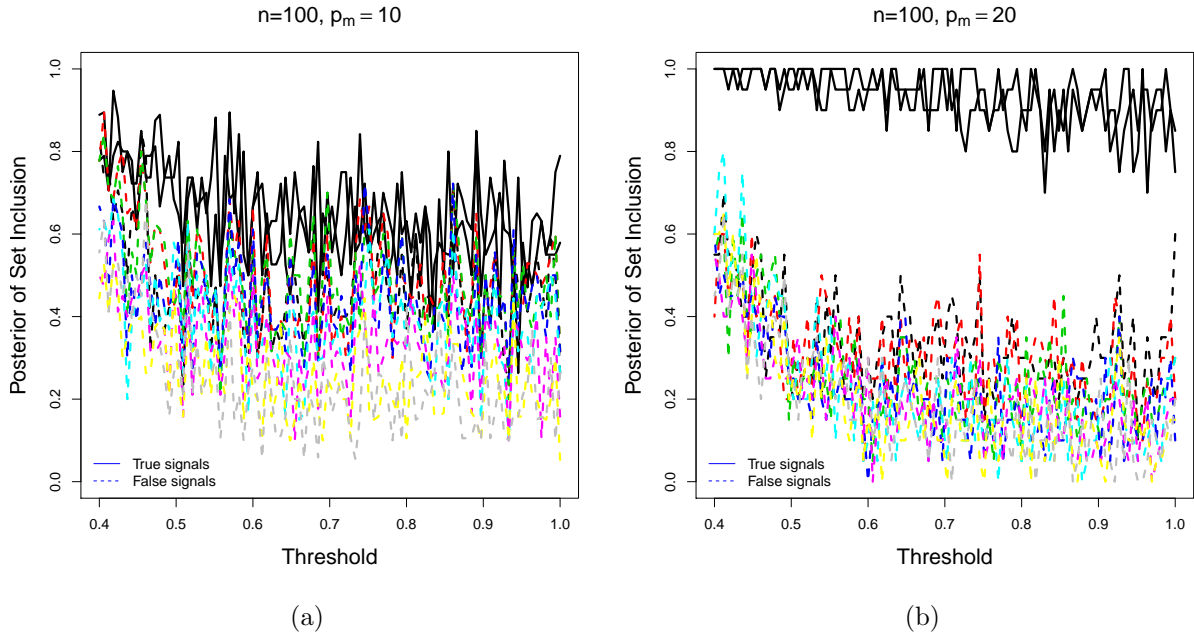 n=100, pm = 10
Posterior of Set Inclusion
1.0
0.8
0.6
0.4
0.2
0.0
True signals
False signals
0.4 0.5 0.6 0.7 0.8 0.9 1.0
Threshold
(a)
n=100, pm = 20
Posterior of Set Inclusion
1.0
0.8
0.6
0.4
0.2
0.0
True signals
False signals
0.4 0.5 0.6 0.7 0.8 0.9 1.0
Threshold
(b)